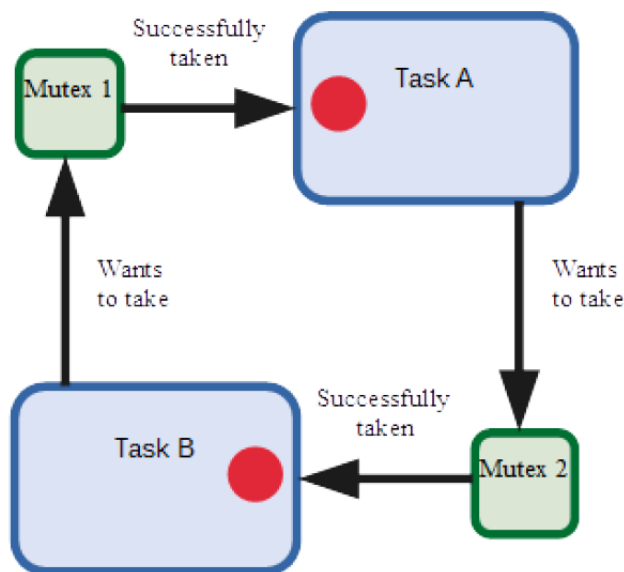 Successfully
taken
Mutex 1
Task A
Wants
to take
Wants
to take
Successfully
taken
Task B
Mutex 2